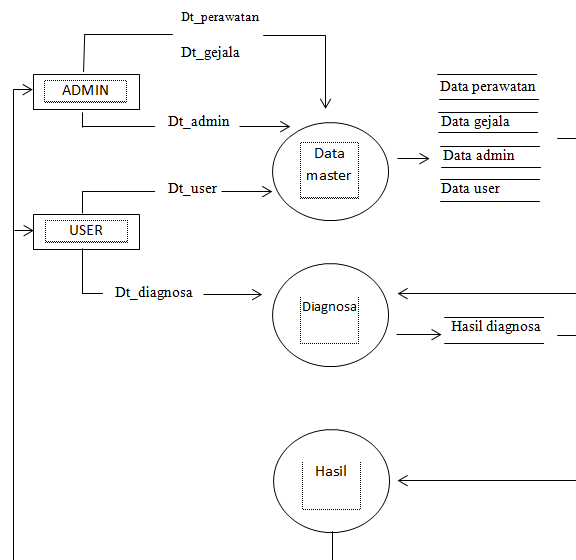 Dt_perawatan
Dt_gejala
ADMIN
Data perawatan
Dt_admin
Data gejala
Data
master
Data admin
Dt_user
Data user
USER
Dt_diagnosa
Diagnosa
Hasil diagnosa
Hasil